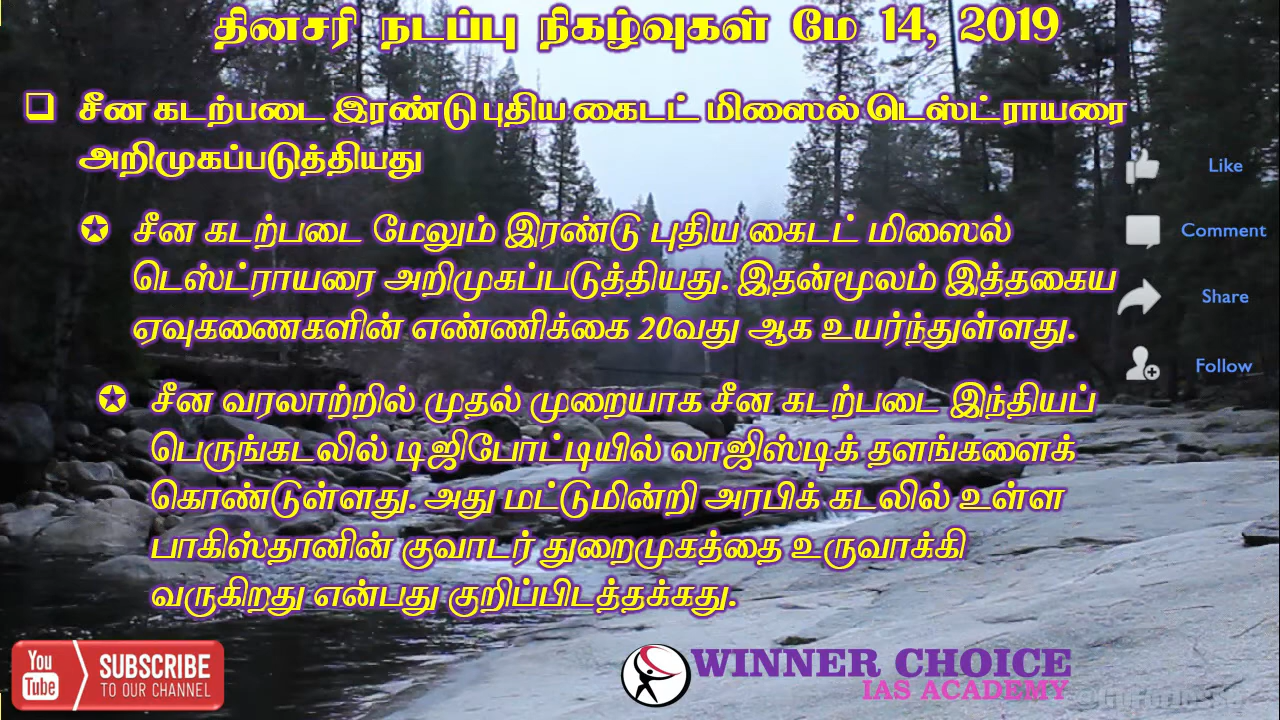 தினசரி நடப்பு நிகழ்வுகள் மே 14, 2019
சீன கடற்படை இரண்டு புதிய கைடட் மிஸைல் டெஸ்ட்ராயரை
அறிமுகப்படுத்தியது
சீன கடற்படை மேலும் இரண்டு புதிய கைடட் மிஸைல்
டெஸ்ட்ராயரை அறிமுகப்படுத்தியது. இதன்மூலம் இத்தகைய
ஏவுகணைகளின் எண்ணிக்கை 20வது ஆக உயர்ந்துள்ளது.
சீன வரலாற்றில் முதல் முறையாக சீன கடற்படை இந்தியப்
பெருங்கடலில் டிஜிபோட்டியில் லாஜிஸ்டிக் தளங்களைக்
கொண்டுள்ளது. அது மட்டுமின்றி அரபிக் கடலில் உள்ள
பாகிஸ்தானின் குவாடர் துறைமுகத்தை உருவாக்கி
வருகிறது என்பது குறிப்பிடத்தக்கது.
Like
Comment
Share
Follow
You
Tube
SUBSCRIBE
TO OUR CHANNEL
WINNER CHOICE
IAS ACADEMY